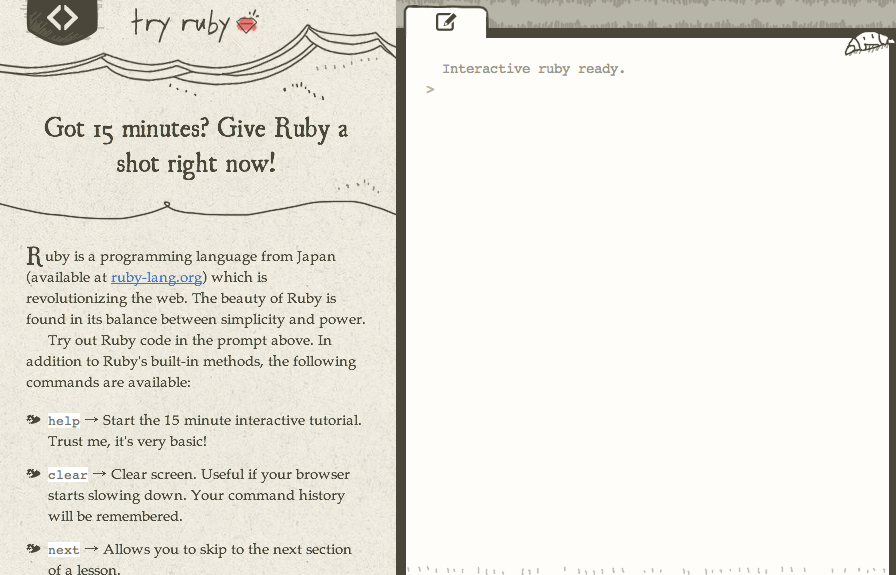 try ruby
Got 15 minutes? Give Ruby a
shot right now!
Ruby is a programming language from Japan
(available at ruby-lang.org) which is
revolutionizing the web. The beauty of Ruby is
found in its balance between simplicity and power.
Try out Ruby code in the prompt above. In
addition to Ruby's built-in methods, the following
commands are available:
help → Start the 15 minute interactive tutorial.
Trust me, it's very basic!
clear → Clear screen. Useful if your browser
starts slowing down. Your command history
will be remembered.
next → Allows you to skip to the next section
of a lesson.
Interactive ruby ready.
>